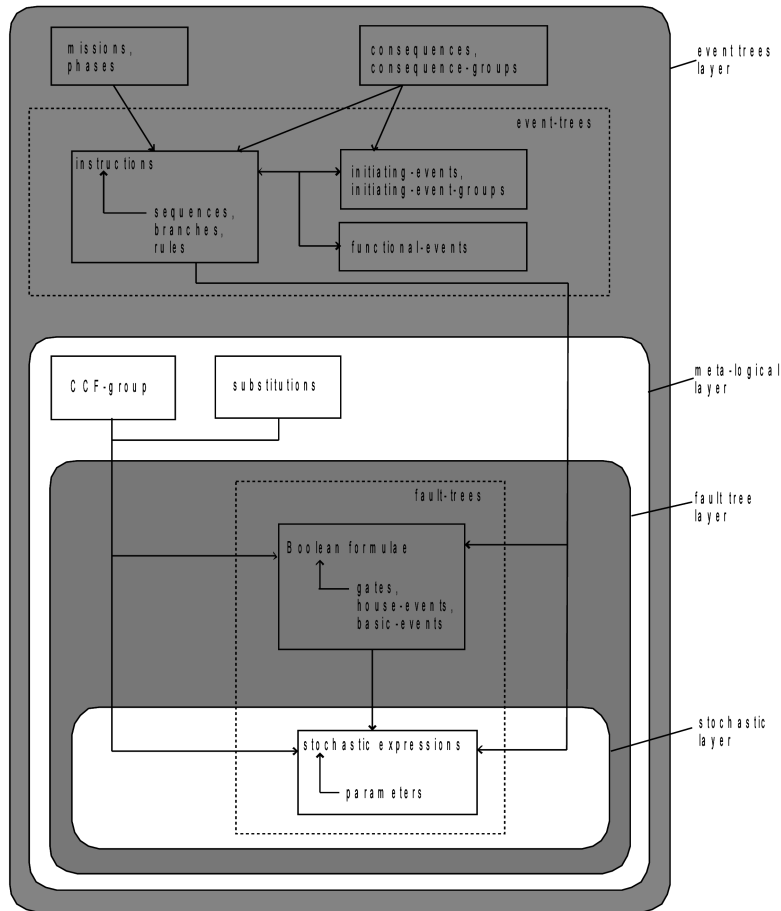 missions,
phases
consequences,
consequence-groups
event trees
layer
event-trees
instructions
sequences,
branches,
rules
initiating-events,
initiating-event-groups
functional-events
CCF-group
substitutions
meta-logical
layer
fault-trees
fault tree
layer
Boolean formulae
gates,
house-events,
basic-events
stochastic expressions
parameters
stochastic
layer